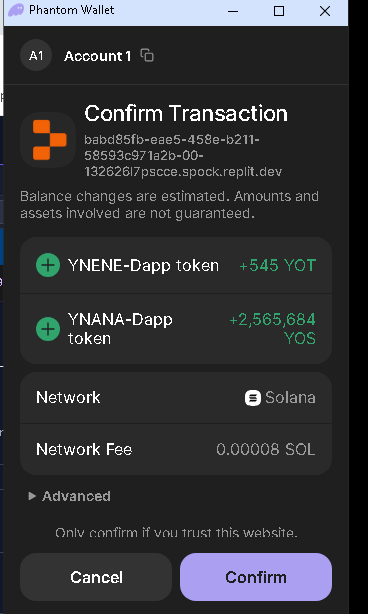 Phantom Wallet
A1 Account 1
Confirm Transaction
babd85fb-eae5-458e-b211-
58593c971a2b-00-
132626l7pscce.spock.replit.dev
Balance changes are estimated. Amounts and
assets involved are not guaranteed.
YNENE-Dapp token +545 YOT
YNANA-Dapp
token
+2,565,684
YOS
Network Solana
Network Fee 0.00008 SOL
Advanced
Only confirm if you trust this website.
Cancel Confirm